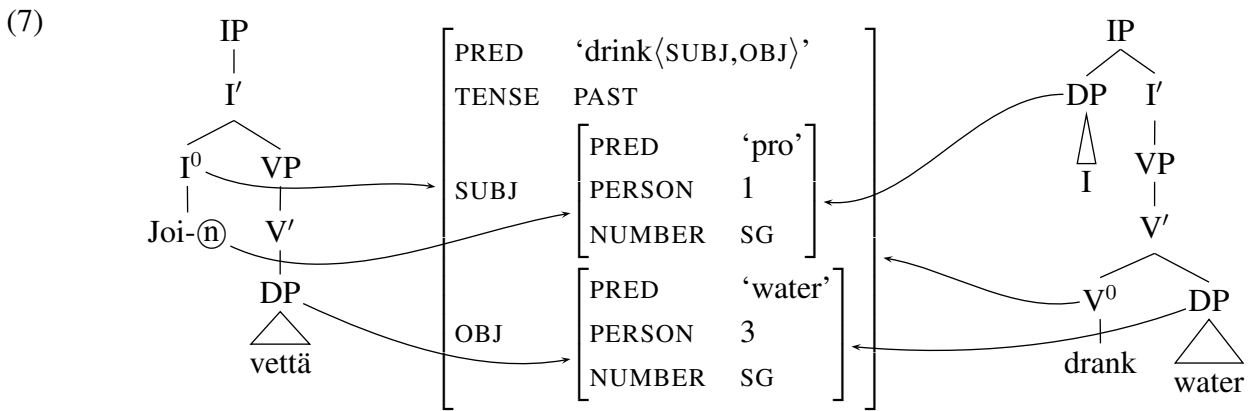 (7)
IP
I′
I⁰ VP
Joi-ⓝ V′
DP
vettä
PRED ‘drink⟨SUBJ,OBJ⟩’
TENSE PAST
SUBJ
PRED ‘pro’
PERSON 1
NUMBER SG
OBJ
PRED ‘water’
PERSON 3
NUMBER SG
IP
DP I′
I VP
V′
V⁰ DP
drank water